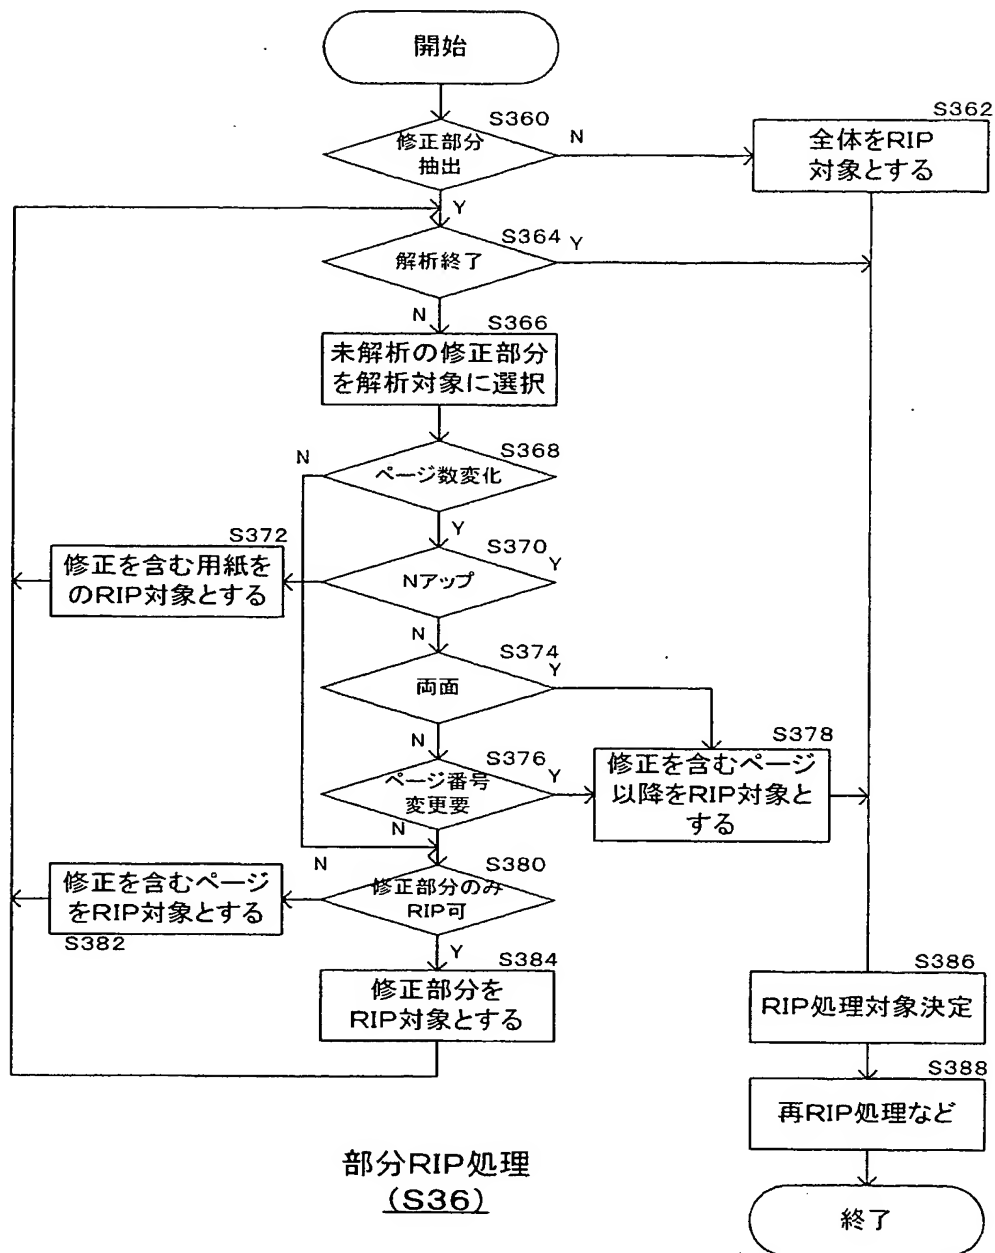 開始
S360
修正部分
抽出
N
S362
全体をRIP
対象とする
Y
S364
Y
解析終了
N
S366
未解析の修正部分
を解析対象に選択
S368
N
ページ数変化
Y
S370
Y
Nアップ
S372
修正を含む用紙を
のRIP対象とする
N
S374
Y
両面
N
S376
Y
ページ番号
変更要
N
S378
修正を含むページ
以降をRIP対象と
する
S380
N
修正部分のみ
RIP可
修正を含むページ
をRIP対象とする
S382
Y
S384
修正部分を
RIP対象とする
S386
RIP処理対象決定
S388
再RIP処理など
終了
部分RIP処理
(S36)